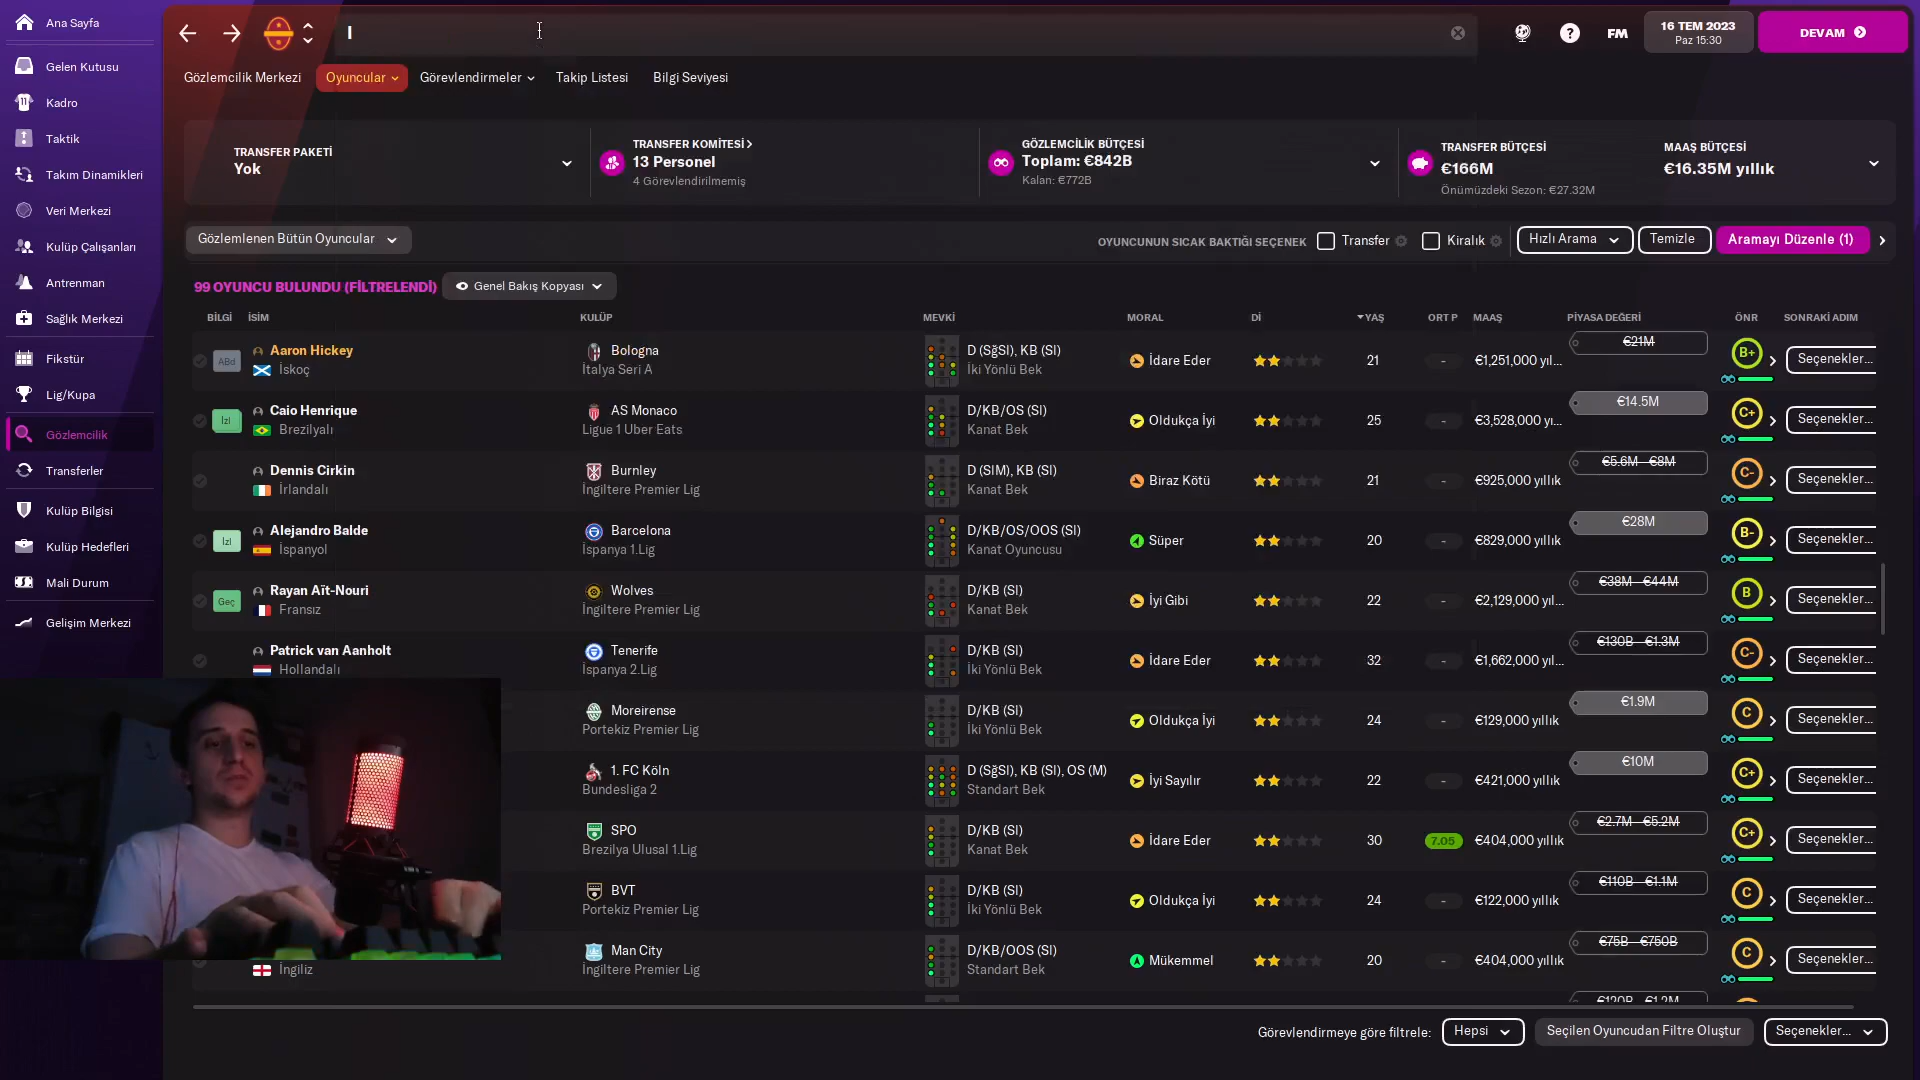 Ana Sayfa
Gelen Kutusu
Kadro
Taktik
Takım Dinamikleri
Veri Merkezi
Kulüp Çalışanları
Antrenman
Sağlık Merkezi
Fikstür
Lig/Kupa
Gözlemcilik
Transferler
Kulüp Bilgisi
Kulüp Hedefleri
Mali Durum
Gelişim Merkezi
FM
16 TEM 2023
Paz 15:30
DEVAM
Gözlemcilik Merkezi
Oyuncular
Görevlendirmeler
Takip Listesi
Bilgi Seviyesi
TRANSFER PAKETİ
Yok
TRANSFER KOMİTESİ
13 Personel
4 Görevlendirilmemiş
GÖZLEMCİLİK BÜTÇESİ
Toplam: €842B
Kalan: €772B
TRANSFER BÜTÇESİ
€166M
Önümüzdeki Sezon: €27.32M
MAAŞ BÜTÇESİ
€16.35M yıllık
Gözlemlenen Bütün Oyuncular
OYUNCUNUN SICAK BAKTIĞI SEÇENEK
Transfer
Kiralık
Hızlı Arama
Temizle
Aramayı Düzenle (1)
99 OYUNCU BULUNDU (FİLTRELENDİ)
Genel Bakış Kopyası
BİLGİ İSİM KULÜP MEVKİ MORAL Dİ YAŞ ORT P MAAŞ PİYASA DEĞERİ ÖNR SONRAKİ ADIM
ABd Aaron Hickey Bologna D (SğSl), KB (Sl) İdare Eder 21 - €1,251,000 yıl... €21M B+ Seçenekler...
İskoç İtalya Seri A İki Yönlü Bek
İzl Caio Henrique AS Monaco D/KB/OS (Sl) Oldukça İyi 25 - €3,528,000 yı... €14.5M C+ Seçenekler...
Brezilyalı Ligue 1 Uber Eats Kanat Bek
Dennis Cirkin Burnley D (SlM), KB (Sl) Biraz Kötü 21 - €925,000 yıllık €5.6M - €8M C- Seçenekler...
İrlandalı İngiltere Premier Lig Kanat Bek
İzl Alejandro Balde Barcelona D/KB/OS/OOS (Sl) Süper 20 - €829,000 yıllık €28M B- Seçenekler...
İspanyol İspanya 1.Lig Kanat Oyuncusu
Geç Rayan Aït-Nouri Wolves D/KB (Sl) İyi Gibi 22 - €2,129,000 yıl... €38M - €44M B Seçenekler...
Fransız İngiltere Premier Lig Kanat Bek
Patrick van Aanholt Tenerife D/KB (Sl) İdare Eder 32 - €1,662,000 yıl... €130B - €1.3M C- Seçenekler...
Hollandalı İspanya 2.Lig İki Yönlü Bek
Moreirense D/KB (Sl) Oldukça İyi 24 - €129,000 yıllık €1.9M C Seçenekler...
Portekiz Premier Lig İki Yönlü Bek
1. FC Köln D (SğSl), KB (Sl), OS (M) İyi Sayılır 22 - €421,000 yıllık €10M C+ Seçenekler...
Bundesliga 2 Standart Bek
SPO D/KB (Sl) İdare Eder 30 7.05 €404,000 yıllık €2.7M - €5.2M C+ Seçenekler...
Brezilya Ulusal 1.Lig Kanat Bek
BVT D/KB (Sl) Oldukça İyi 24 - €122,000 yıllık €110B - €1.1M C Seçenekler...
Portekiz Premier Lig İki Yönlü Bek
Man City D/KB/OOS (Sl) Mükemmel 20 - €404,000 yıllık €75B - €750B C Seçenekler...
İngiliz İngiltere Premier Lig Standart Bek
€120B - €1.2M
Görevlendirmeye göre filtrele:
Hepsi
Seçilen Oyuncudan Filtre Oluştur
Seçenekler...